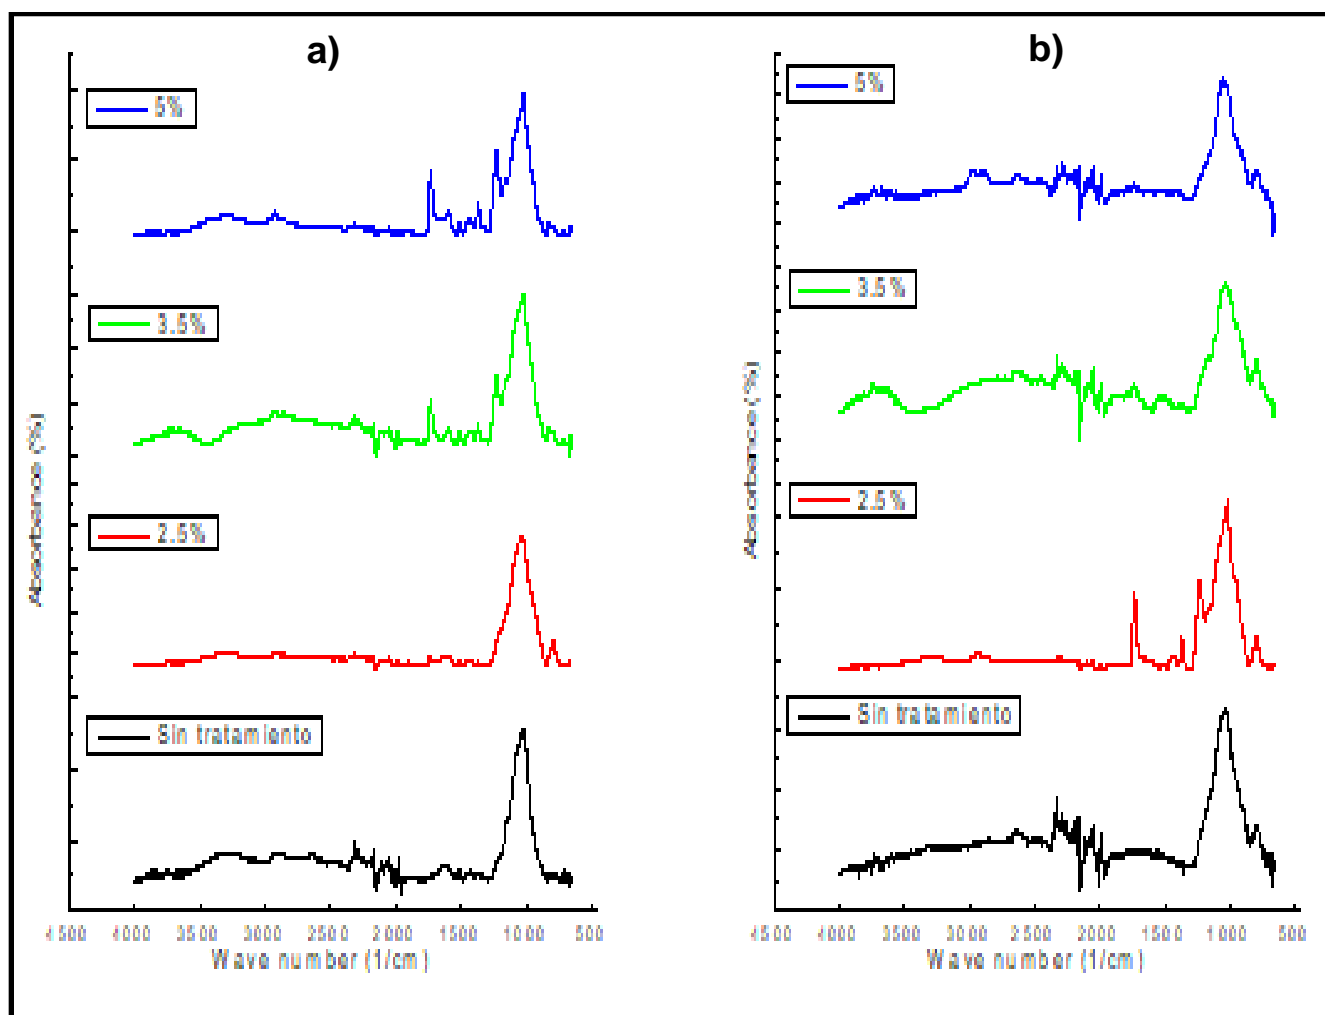 a)
5%
3.5%
2.5%
Sin tratamiento
Absorbance (%)
4500 4000 3500 3000 2500 2000 1500 1000 500
Wave number (1/cm)
b)
5%
3.5%
2.5%
Sin tratamiento
Absorbance (%)
4500 4000 3500 3000 2500 2000 1500 1000 500
Wave number (1/cm)